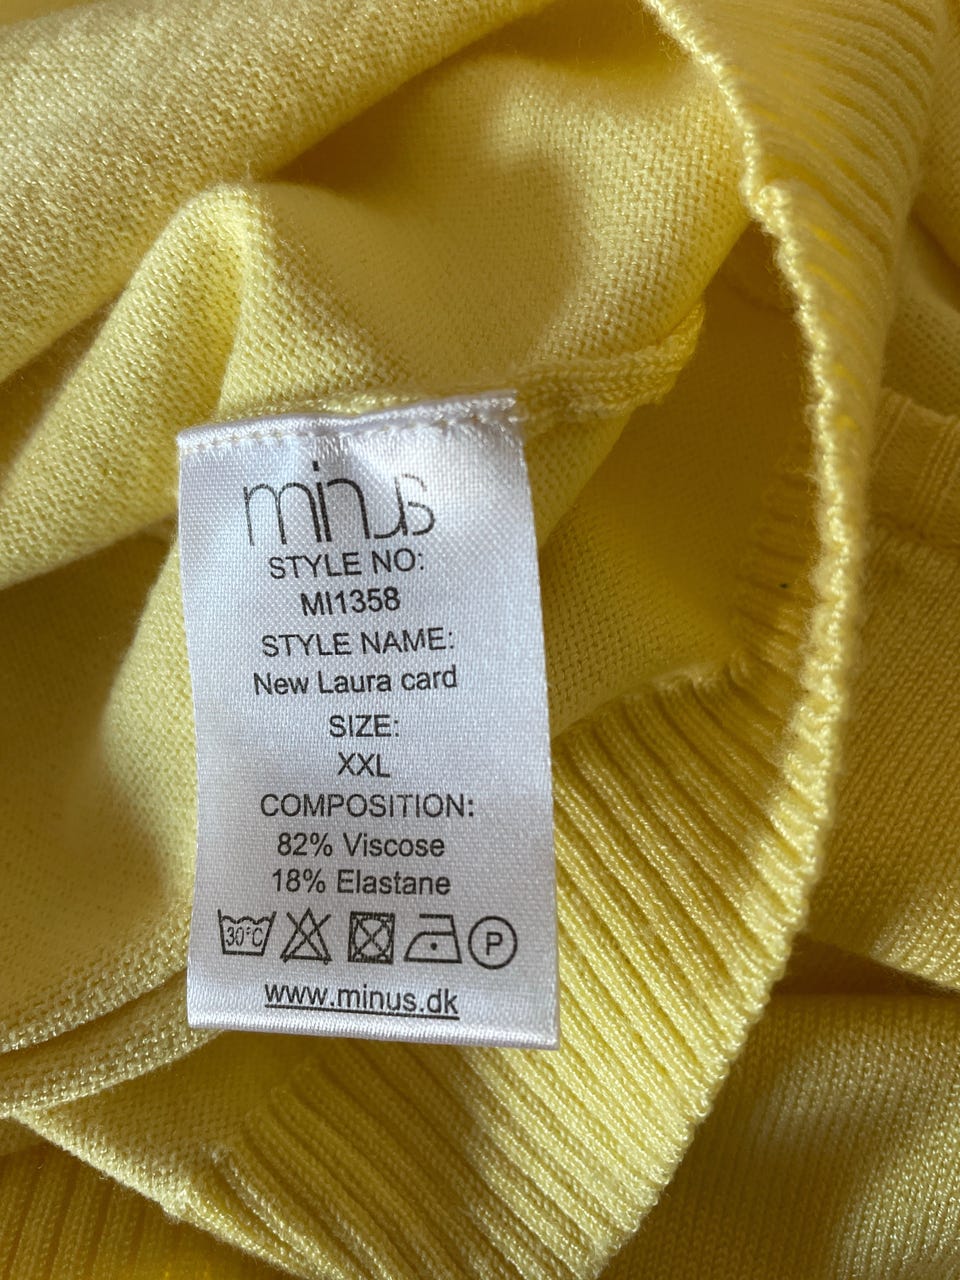 minus
STYLE NO:
MI1358
STYLE NAME:
New Laura card
SIZE:
XXL
COMPOSITION:
82% Viscose
18% Elastane
30°C P
www.minus.dk